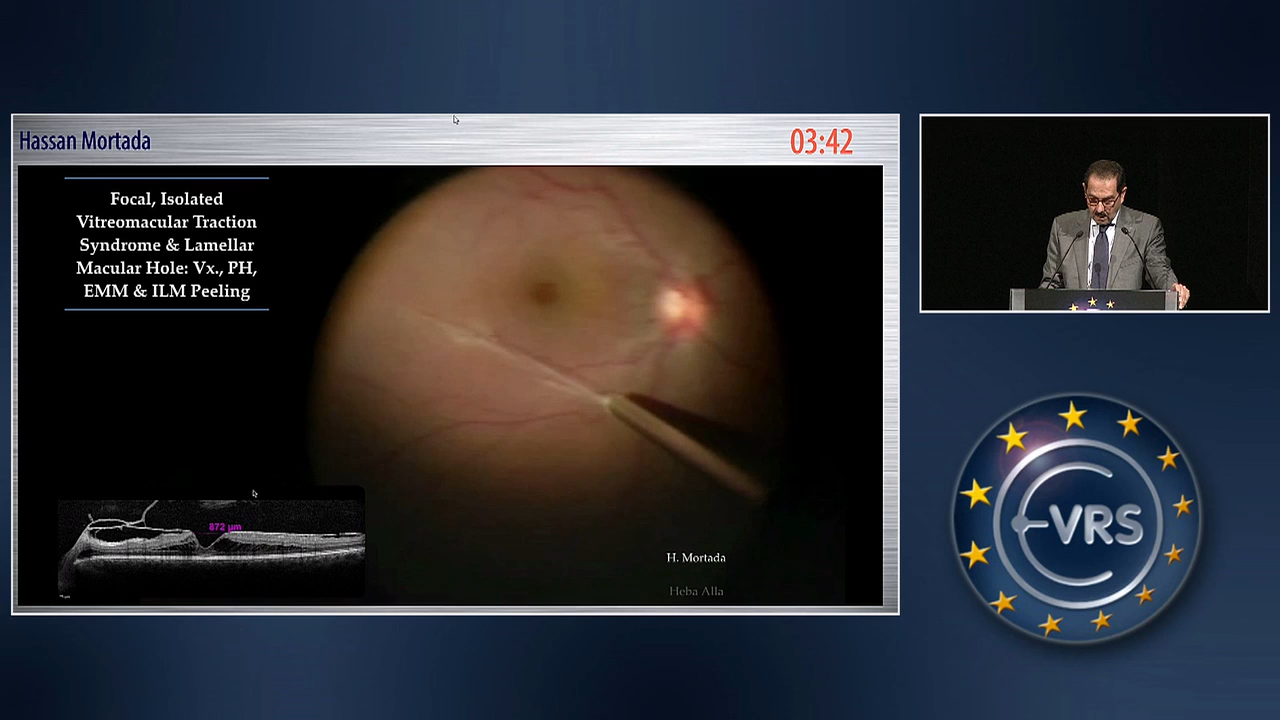 Hassan Mortada
03:42
Focal, Isolated
Vitreomacular Traction
Syndrome & Lamellar
Macular Hole: Vx., PH,
EMM & ILM Peeling
872 µm
H. Mortada
Heba Alla
EVRS